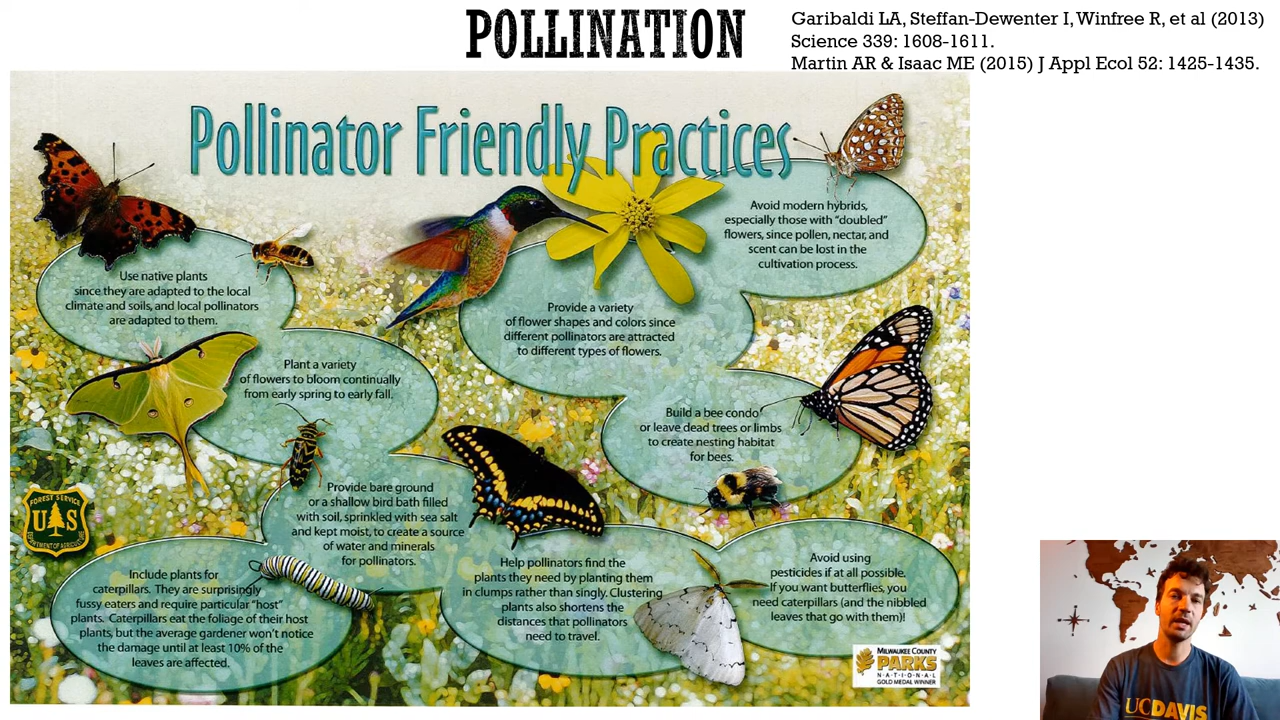 POLLINATION
Garibaldi LA, Steffan-Dewenter I, Winfree R, et al (2013)
Science 339: 1608-1611.
Martin AR & Isaac ME (2015) J Appl Ecol 52: 1425-1435.
Pollinator Friendly Practices
Avoid modern hybrids,
especially those with “doubled”
flowers, since pollen, nectar, and
scent can be lost in the
cultivation process.
Use native plants
since they are adapted to the local
climate and soils, and local pollinators
are adapted to them.
Provide a variety
of flower shapes and colors since
different pollinators are attracted
to different types of flowers.
Plant a variety
of flowers to bloom continually
from early spring to early fall.
Build a bee condo
or leave dead trees or limbs
to create nesting habitat
for bees.
Provide bare ground
or a shallow bird bath filled
with soil, sprinkled with sea salt
and kept moist, to create a source
of water and minerals
for pollinators.
Help pollinators find the
plants they need by planting them
in clumps rather than singly. Clustering
plants also shortens the
distances that pollinators
need to travel.
Avoid using
pesticides if at all possible.
If you want butterflies, you
need caterpillars (and the nibbled
leaves that go with them)!
Include plants for
caterpillars. They are surprisingly
fussy eaters and require particular “host”
plants. Caterpillars eat the foliage of their host
plants, but the average gardener won’t notice
the damage until at least 10% of the
leaves are affected.
FOREST SERVICE
U S
DEPARTMENT OF AGRICULTURE
MILWAUKEE COUNTY
PARKS
N•A•T•I•O•N•A•L
GOLD MEDAL WINNER
UC DAVIS